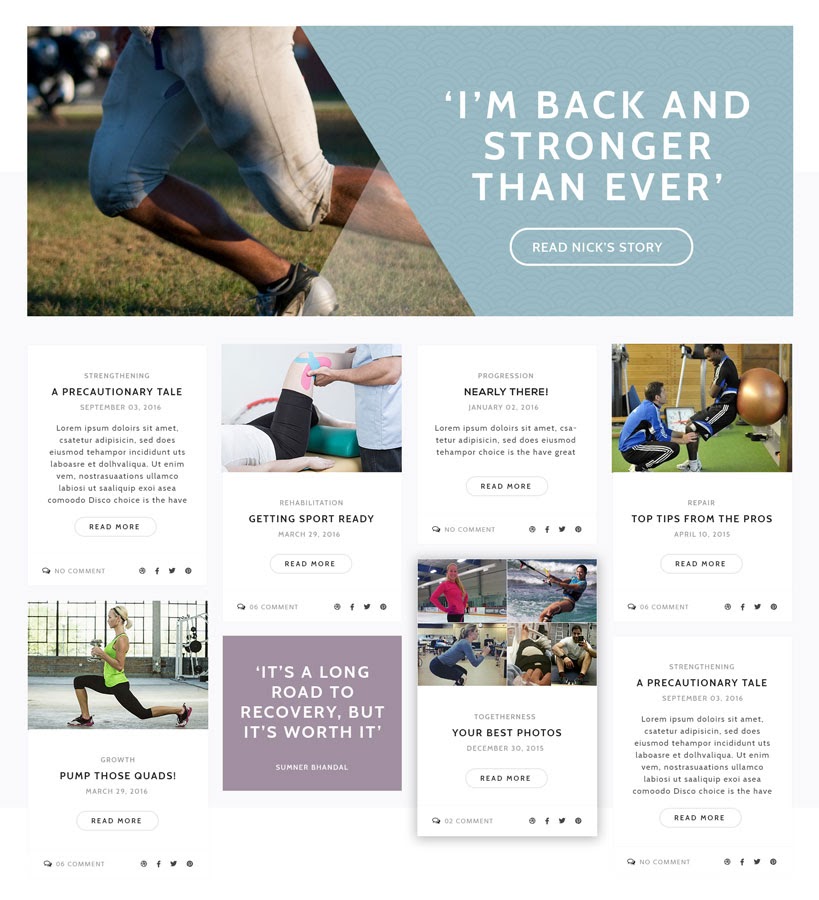 ‘I’M BACK AND
STRONGER
THAN EVER’
READ NICK’S STORY
STRENGTHENING
A PRECAUTIONARY TALE
SEPTEMBER 03, 2016
Lorem ipsum doloirs sit amet,
csatetur adipisicin, sed does
eiusmod temhampor incididunt uts
laboasre et dolhvaliqua. Ut enim
vem, nostrasuaations ullamco
labiosi ut saaliquip exoi asea
comoodo Disco choice is the have
READ MORE
NO COMMENT
GROWTH
PUMP THOSE QUADS!
MARCH 29, 2016
READ MORE
06 COMMENT
REHABILITATION
GETTING SPORT READY
MARCH 29, 2016
READ MORE
06 COMMENT
‘IT’S A LONG
ROAD TO
RECOVERY, BUT
IT’S WORTH IT’
SUMNER BHANDAL
PROGRESSION
NEARLY THERE!
JANUARY 02, 2016
Lorem ipsum doloirs sit amet, csa-
tetur adipisicin, sed does eiusmod
temhampor choice is the have great
READ MORE
NO COMMENT
TOGETHERNESS
YOUR BEST PHOTOS
DECEMBER 30, 2015
READ MORE
02 COMMENT
REPAIR
TOP TIPS FROM THE PROS
APRIL 10, 2015
READ MORE
06 COMMENT
STRENGTHENING
A PRECAUTIONARY TALE
SEPTEMBER 03, 2016
Lorem ipsum doloirs sit amet,
csatetur adipisicin, sed does
eiusmod temhampor incididunt uts
laboasre et dolhvaliqua. Ut enim
vem, nostrasuaations ullamco
labiosi ut saaliquip exoi asea
comoodo Disco choice is the have
READ MORE
NO COMMENT